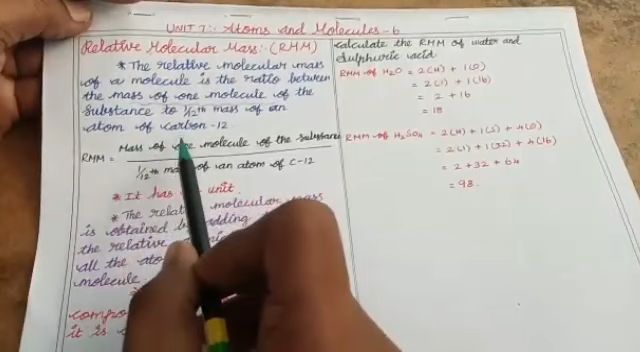 UNIT 7:- Atoms and Molecules - 6
Relative Molecular Mass:- (RMM)
* The relative molecular mass
of a molecule is the ratio between
the mass of one molecule of the
substance to 1/12th mass of an
atom of carbon-12.
RMM = Mass of one molecule of the substance
1/12th mass of an atom of C-12
* It has unit.
* The relative molecular mass
is obtained by adding
the relative
all the
molecule
it is
calculate the RMM of water and
sulphuric acid.
RMM of H2O = 2(H) + 1(O)
= 2(1) + 1(16)
= 2 + 16
= 18
RMM of H2SO4 = 2(H) + 1(S) + 4(O)
= 2(1) + 1(32) + 4(16)
= 2 + 32 + 64
= 98.